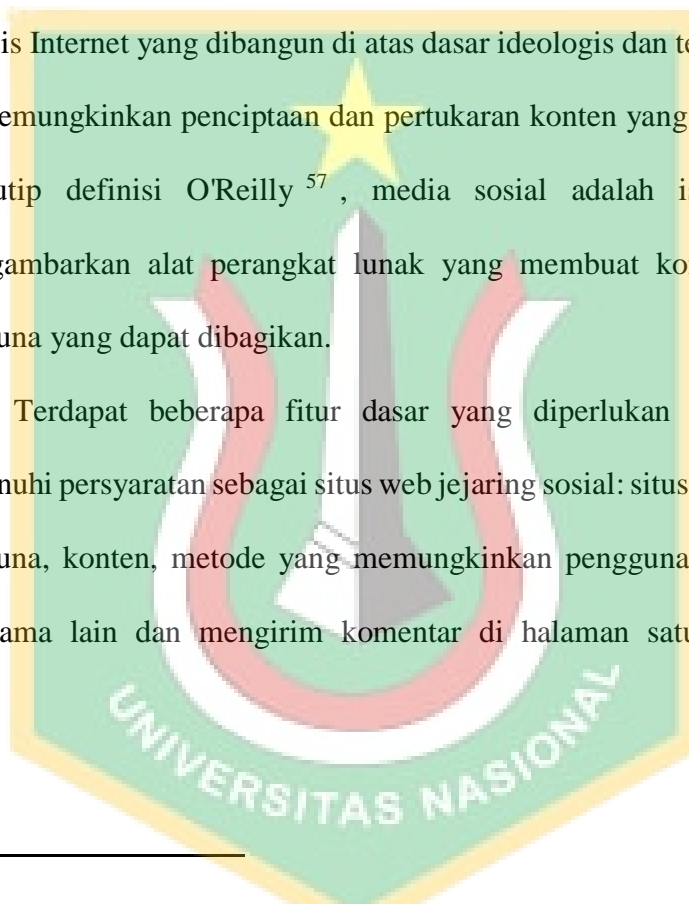 is Internet yang dibangun di atas dasar ideologis dan te
emungkinkan penciptaan dan pertukaran konten yang
utip definisi O'Reilly 57 , media sosial adalah is
gambarkan alat perangkat lunak yang membuat ko
una yang dapat dibagikan.
Terdapat beberapa fitur dasar yang diperlukan
nuhi persyaratan sebagai situs web jejaring sosial: situs
una, konten, metode yang memungkinkan pengguna
ama lain dan mengirim komentar di halaman satu
UNIVERSITAS NASIONAL